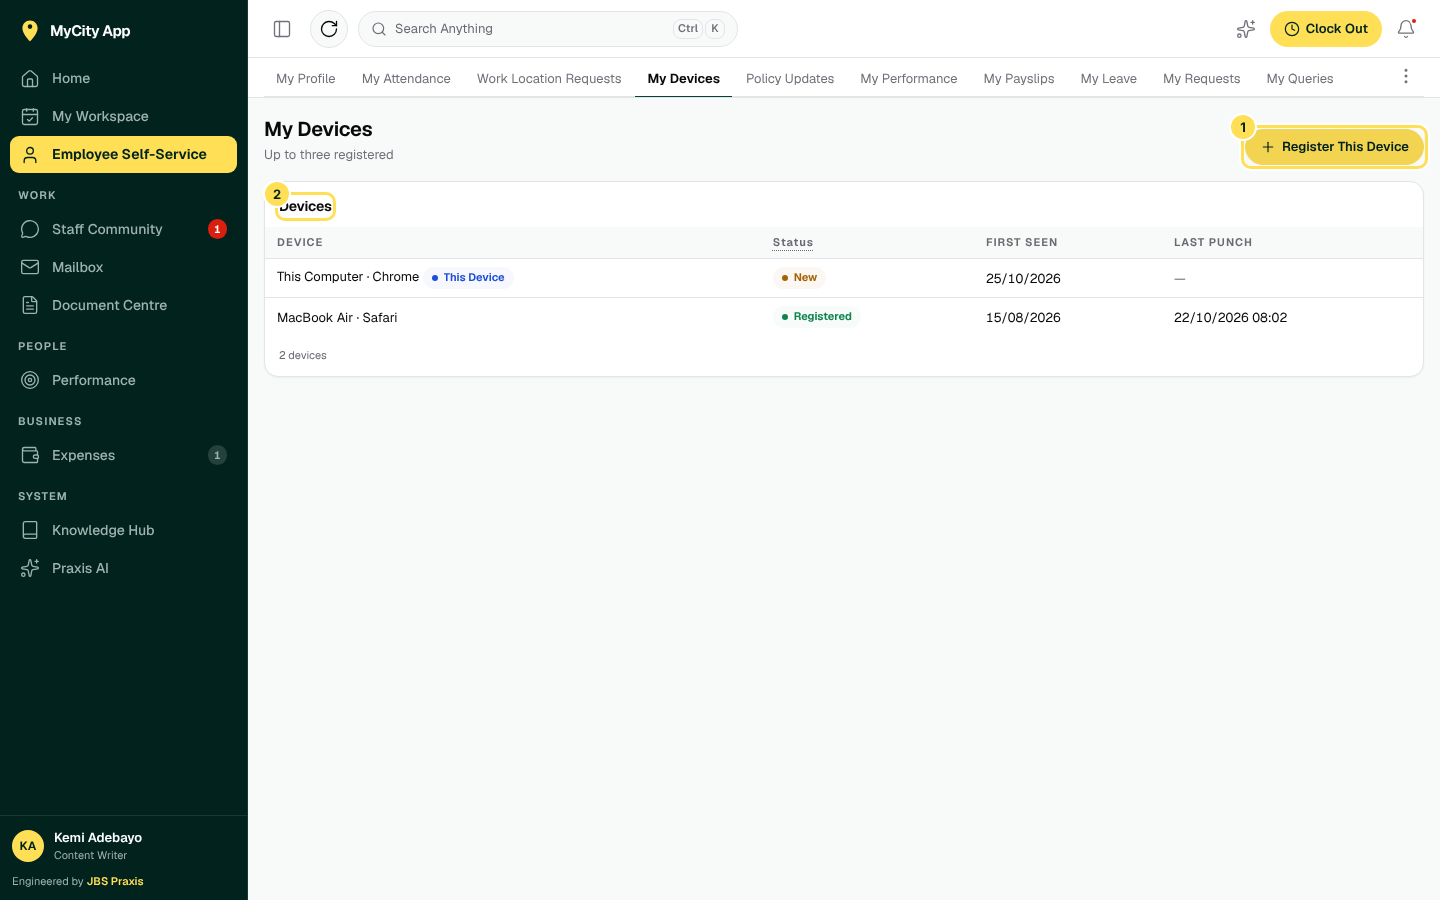 MyCity App
Home
My Workspace
Employee Self-Service
WORK
Staff Community 1
Mailbox
Document Centre
PEOPLE
Performance
BUSINESS
Expenses 1
SYSTEM
Knowledge Hub
Praxis AI
KA
Kemi Adebayo
Content Writer
Engineered by JBS Praxis
Search Anything Ctrl K
Clock Out
My Profile My Attendance Work Location Requests My Devices Policy Updates My Performance My Payslips My Leave My Requests My Queries
My Devices
Up to three registered
1
Register This Device
2
Devices
DEVICE Status FIRST SEEN LAST PUNCH
This Computer · Chrome This Device New 25/10/2026 —
MacBook Air · Safari Registered 15/08/2026 22/10/2026 08:02
2 devices